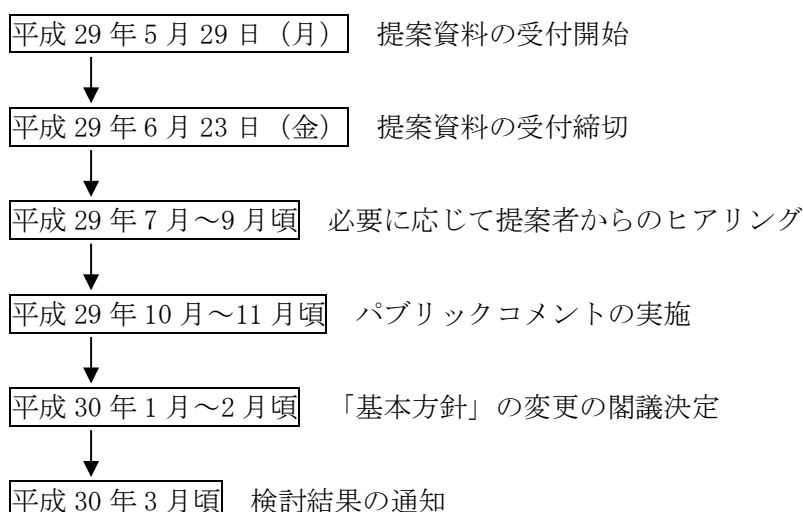 平成 29 年 5 月 29 日（月） 提案資料の受付開始
平成 29 年 6 月 23 日（金） 提案資料の受付締切
平成 29 年 7 月～9 月頃 必要に応じて提案者からのヒアリング
平成 29 年 10 月～11 月頃 パブリックコメントの実施
平成 30 年 1 月～2 月頃 「基本方針」の変更の閣議決定
平成 30 年 3 月頃 検討結果の通知